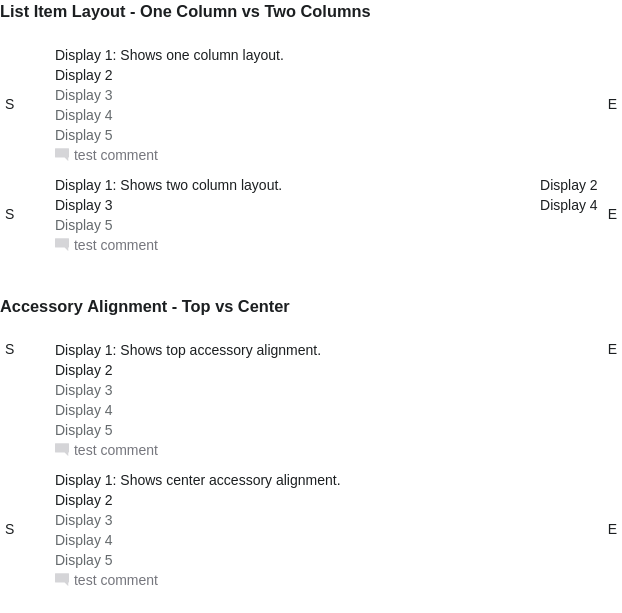 List Item Layout - One Column vs Two Columns
Display 1: Shows one column layout.
Display 2
Display 3
S
E
Display 4
Display 5
test comment
Display 1: Shows two column layout. Display 2
Display 3 Display 4
S
E
Display 5
test comment
Accessory Alignment - Top vs Center
S
Display 1: Shows top accessory alignment.
E
Display 2
Display 3
Display 4
Display 5
test comment
Display 1: Shows center accessory alignment.
Display 2
Display 3
S
E
Display 4
Display 5
test comment